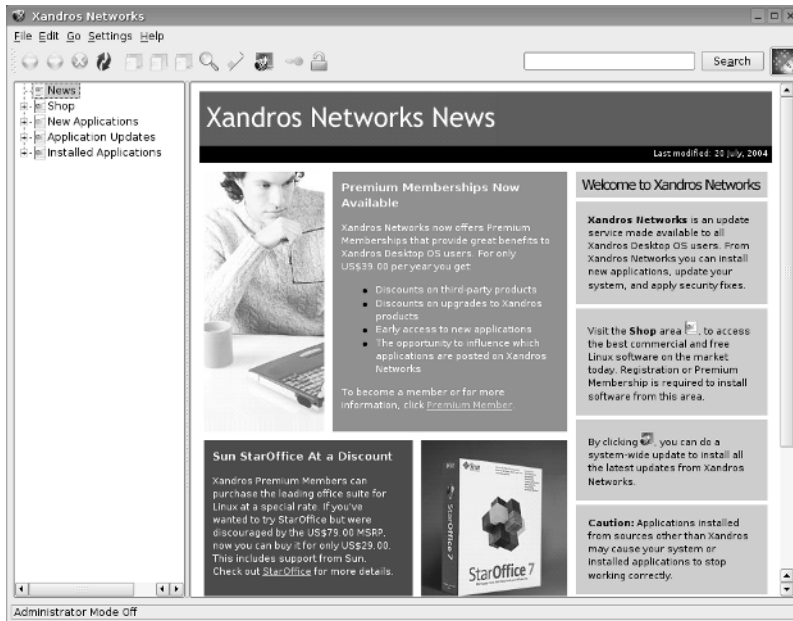 Xandros Networks
File Edit Go Settings Help
Search
News
Shop
New Applications
Application Updates
Installed Applications
Xandros Networks News
Last modified: 20 July, 2004
Premium Memberships Now
Available
Xandros Networks now offers Premium
Memberships that provide great benefits to
Xandros Desktop OS users. For only
US$39.00 per year you get
Discounts on third-party products
Discounts on upgrades to Xandros
products
Early access to new applications
The opportunity to influence which
applications are posted on Xandros
Networks
To become a member or for more
information, click Premium Member.
Sun StarOffice At a Discount
Xandros Premium Members can
purchase the leading office suite for
Linux at a special rate. If you've
wanted to try StarOffice but were
discouraged by the US$79.00 MSRP,
now you can buy it for only US$29.00.
This includes support from Sun.
Check out StarOffice for more details.
Sun
StarOffice 7
StarOffice 7
Welcome to Xandros Networks
Xandros Networks is an update
service made available to all
Xandros Desktop OS users. From
Xandros Networks you can install
new applications, update your
system, and apply security fixes.
Visit the Shop area , to access
the best commercial and free
Linux software on the market
today. Registration or Premium
Membership is required to install
software from this area.
By clicking , you can do a
system-wide update to install all
the latest updates from Xandros
Networks.
Caution: Applications installed
from sources other than Xandros
may cause your system or
installed applications to stop
working correctly.
Administrator Mode Off